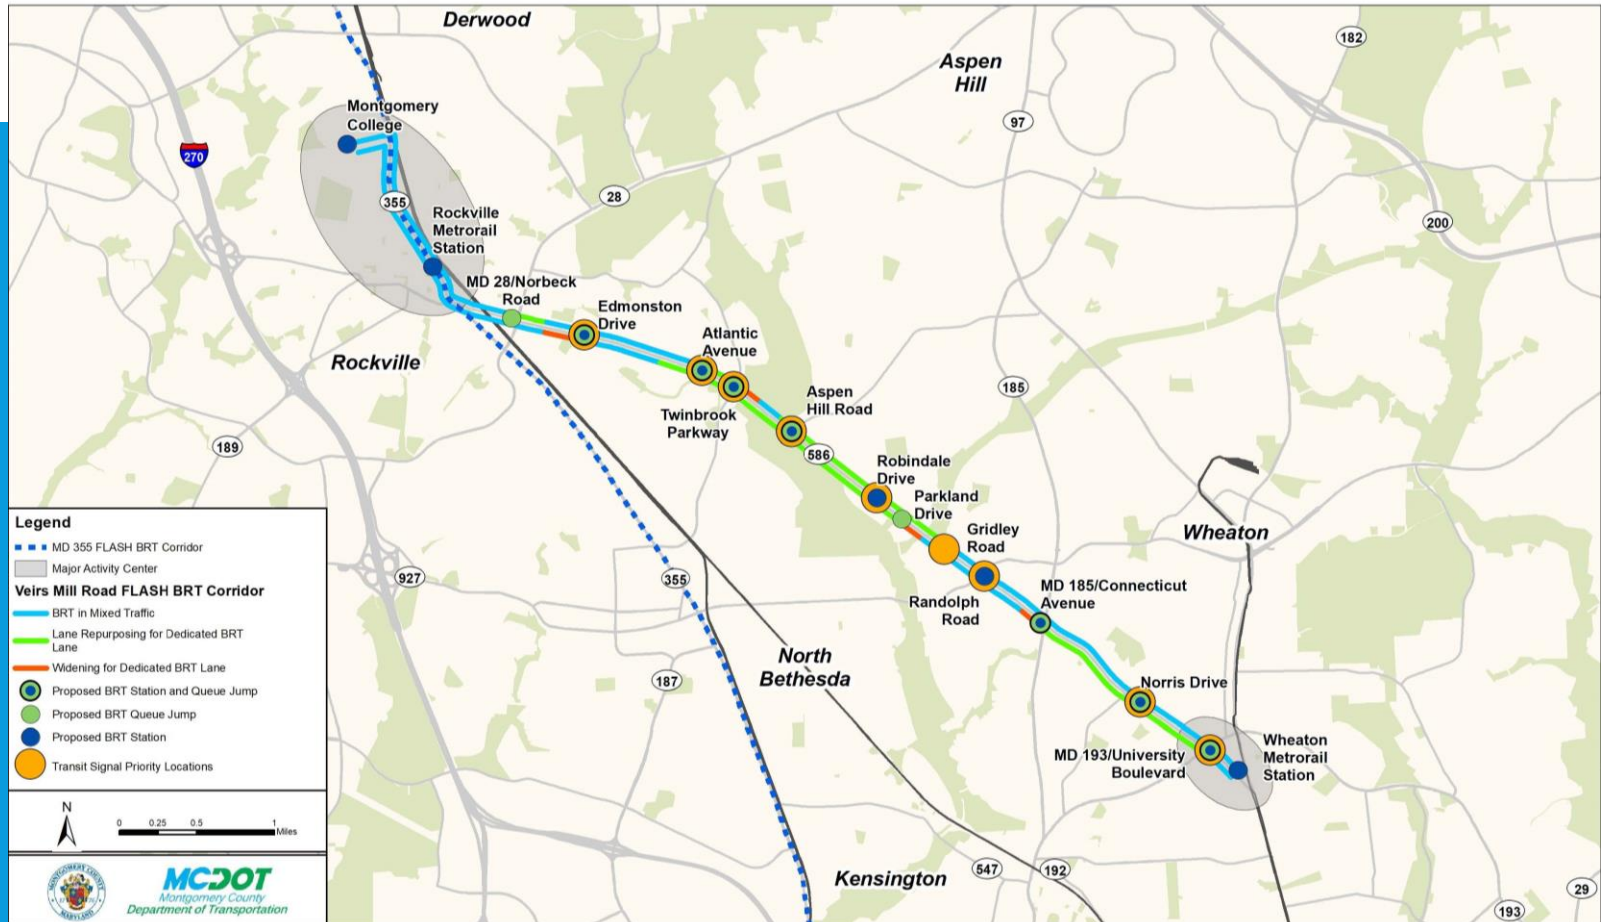 Derwood
182
Aspen
Hill
97
Montgomery
College
270
28
355
200
Rockville
Metrorail
Station
MD 28/Norbeck
Road
Edmonston
Drive
Atlantic
Avenue
Rockville
185
Aspen
Hill Road
Twinbrook
Parkway
189
586
Robindale
Drive
Parkland
Drive
Gridley
Road
Wheaton
927
355
MD 185/Connecticut
Avenue
Randolph
Road
North
Bethesda
187
Norris Drive
MD 193/University
Boulevard
Wheaton
Metrorail
Station
Kensington
547
192
29
193
Legend
MD 355 FLASH BRT Corridor
Major Activity Center
Veirs Mill Road FLASH BRT Corridor
BRT in Mixed Traffic
Lane Repurposing for Dedicated BRT
Lane
Widening for Dedicated BRT Lane
Proposed BRT Station and Queue Jump
Proposed BRT Queue Jump
Proposed BRT Station
Transit Signal Priority Locations
N
0 0.25 0.5 1
Miles
MONTGOMERY COUNTY
MARYLAND
MCDOT
Montgomery County
Department of Transportation